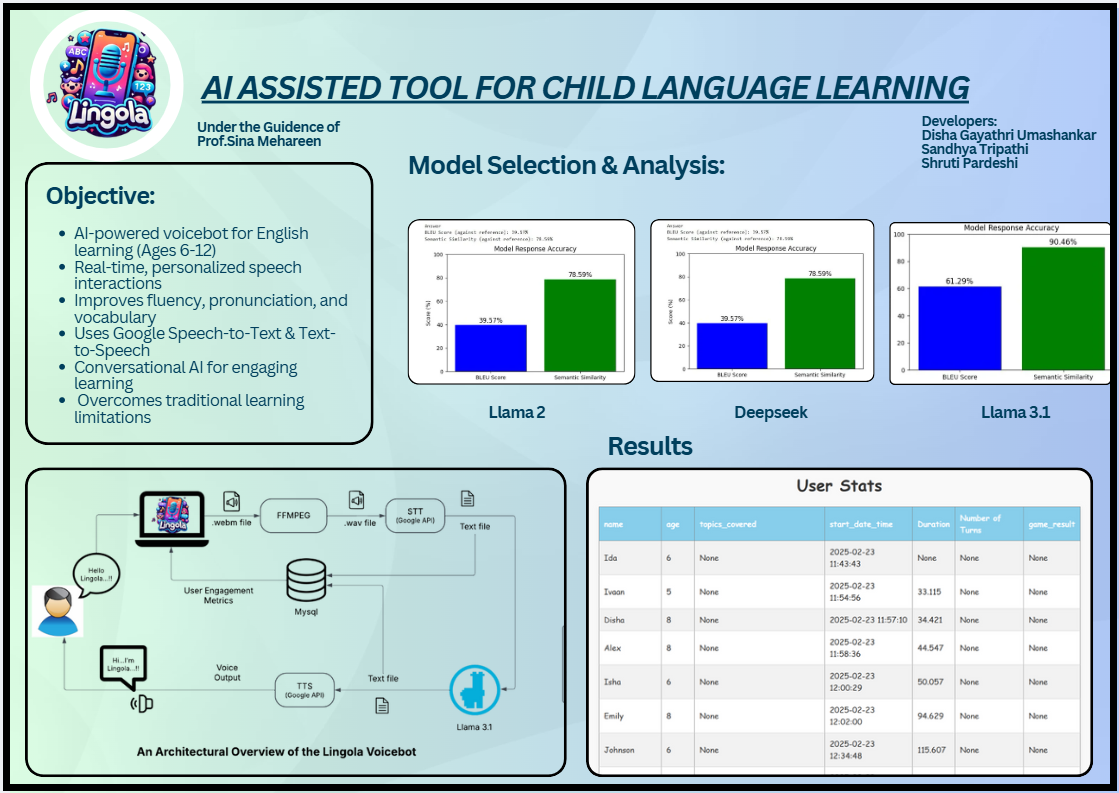 ABC
123
Lingola
AI ASSISTED TOOL FOR CHILD LANGUAGE LEARNING
Under the Guidence of
Prof.Sina Mehareen
Developers:
Disha Gayathri Umashankar
Sandhya Tripathi
Shruti Pardeshi
Objective:
AI-powered voicebot for English
learning (Ages 6-12)
Real-time, personalized speech
interactions
Improves fluency, pronunciation, and
vocabulary
Uses Google Speech-to-Text & Text-
to-Speech
Conversational AI for engaging
learning
Overcomes traditional learning
limitations
Model Selection & Analysis:
Answer
BLEU Score (against reference): 39.57%
Semantic Similarity (against reference): 78.59%
Model Response Accuracy
Score (%)
100
80
60
40
20
0
39.57%
78.59%
BLEU Score
Semantic Similarity
Llama 2
Answer
BLEU Score (against reference): 39.57%
Semantic Similarity (against reference): 78.59%
Model Response Accuracy
Score (%)
100
80
60
40
20
0
39.57%
78.59%
BLEU Score
Semantic Similarity
Deepseek
Model Response Accuracy
100
80
60
40
20
0
61.29%
90.46%
BLEU Score
Semantic Similarity
Llama 3.1
Lingola
.webm file
FFMPEG
.wav file
STT
(Google API)
Text file
Hello
Lingola...!!
User Engagement
Metrics
Mysql
Hi...I'm
Lingola...!!
Voice
Output
TTS
(Google API)
Text file
Llama 3.1
An Architectural Overview of the Lingola Voicebot
Results
User Stats
name age topics_covered start_date_time Duration Number of Turns game_result
Ida 6 None 2025-02-23 11:43:43 None None None
Ivaan 5 None 2025-02-23 11:54:56 33.115 None None
Disha 8 None 2025-02-23 11:57:10 34.421 None None
Alex 8 None 2025-02-23 11:58:36 44.547 None None
Isha 6 None 2025-02-23 12:00:29 50.057 None None
Emily 8 None 2025-02-23 12:02:00 94.629 None None
Johnson 6 None 2025-02-23 12:34:48 115.607 None None